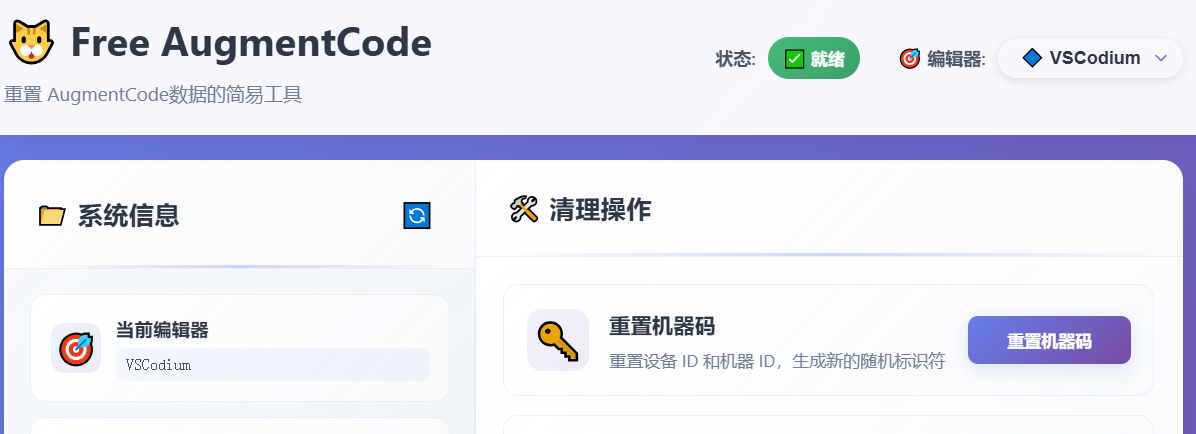 Free AugmentCode
重置 AugmentCode数据的简易工具
状态: 就绪
编辑器: VSCodium
系统信息
当前编辑器
VSCodium
清理操作
重置机器码
重置设备 ID 和机器 ID，生成新的随机标识符
重置机器码